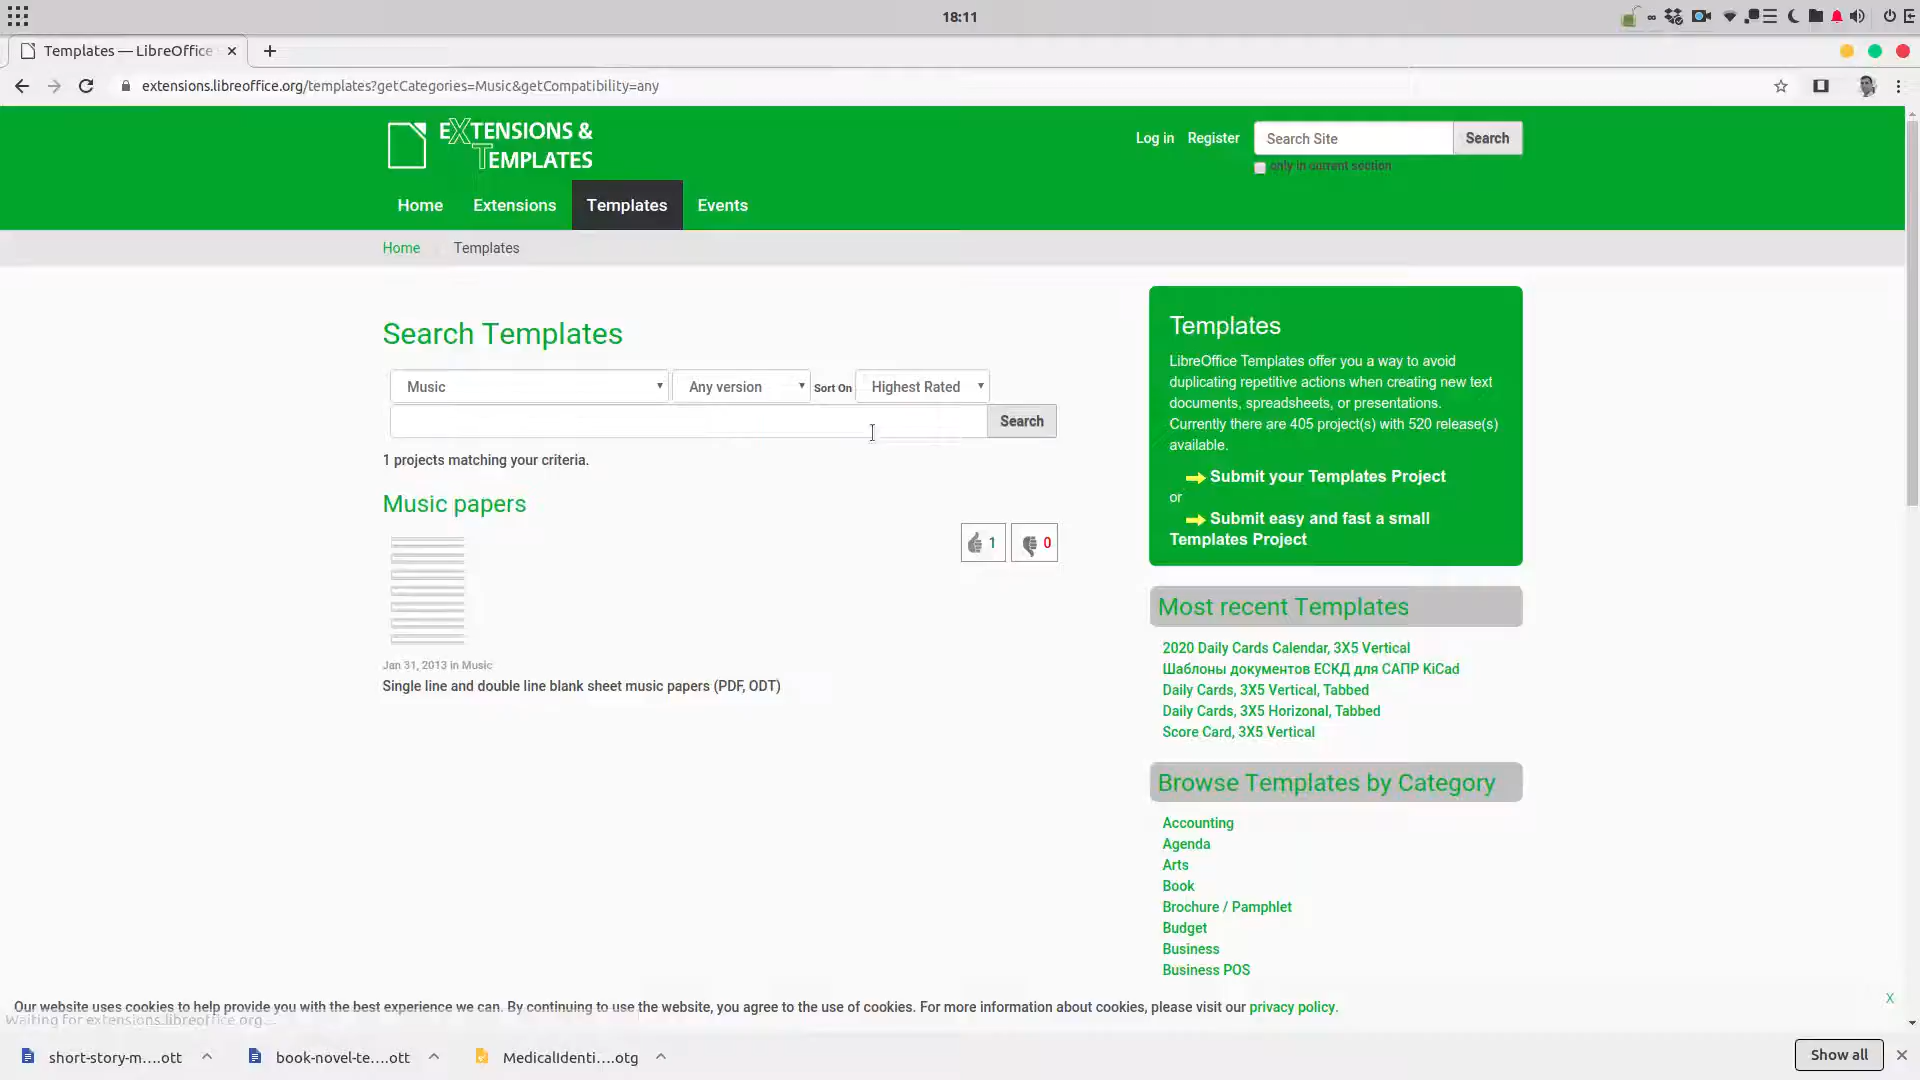 18:11
Templates — LibreOffice
extensions.libreoffice.org/templates?getCategories=Music&getCompatibility=any
EXTENSIONS &
TEMPLATES
Log in Register Search Site Search
only in current section
Home Extensions Templates Events
Home Templates
Search Templates
Music Any version Sort On Highest Rated
Search
1 projects matching your criteria.
Music papers
1 0
Jan 31, 2013 in Music
Single line and double line blank sheet music papers (PDF, ODT)
Templates
LibreOffice Templates offer you a way to avoid
duplicating repetitive actions when creating new text
documents, spreadsheets, or presentations.
Currently there are 405 project(s) with 520 release(s)
available.
Submit your Templates Project
or
Submit easy and fast a small
Templates Project
Most recent Templates
2020 Daily Cards Calendar, 3X5 Vertical
Шаблоны документов ЕСКД для САПР KiCad
Daily Cards, 3X5 Vertical, Tabbed
Daily Cards, 3X5 Horizonal, Tabbed
Score Card, 3X5 Vertical
Browse Templates by Category
Accounting
Agenda
Arts
Book
Brochure / Pamphlet
Budget
Business
Business POS
X
Our website uses cookies to help provide you with the best experience we can. By continuing to use the website, you agree to the use of cookies. For more information about cookies, please visit our privacy policy.
Waiting for extensions.libreoffice.org...
short-story-m....ott book-novel-te....ott MedicalIdenti....otg Show all